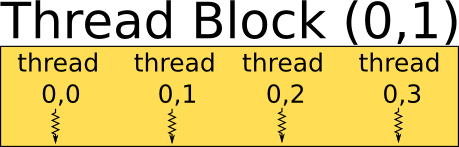 Thread Block (0,1)
thread thread thread thread
0,0 0,1 0,2 0,3